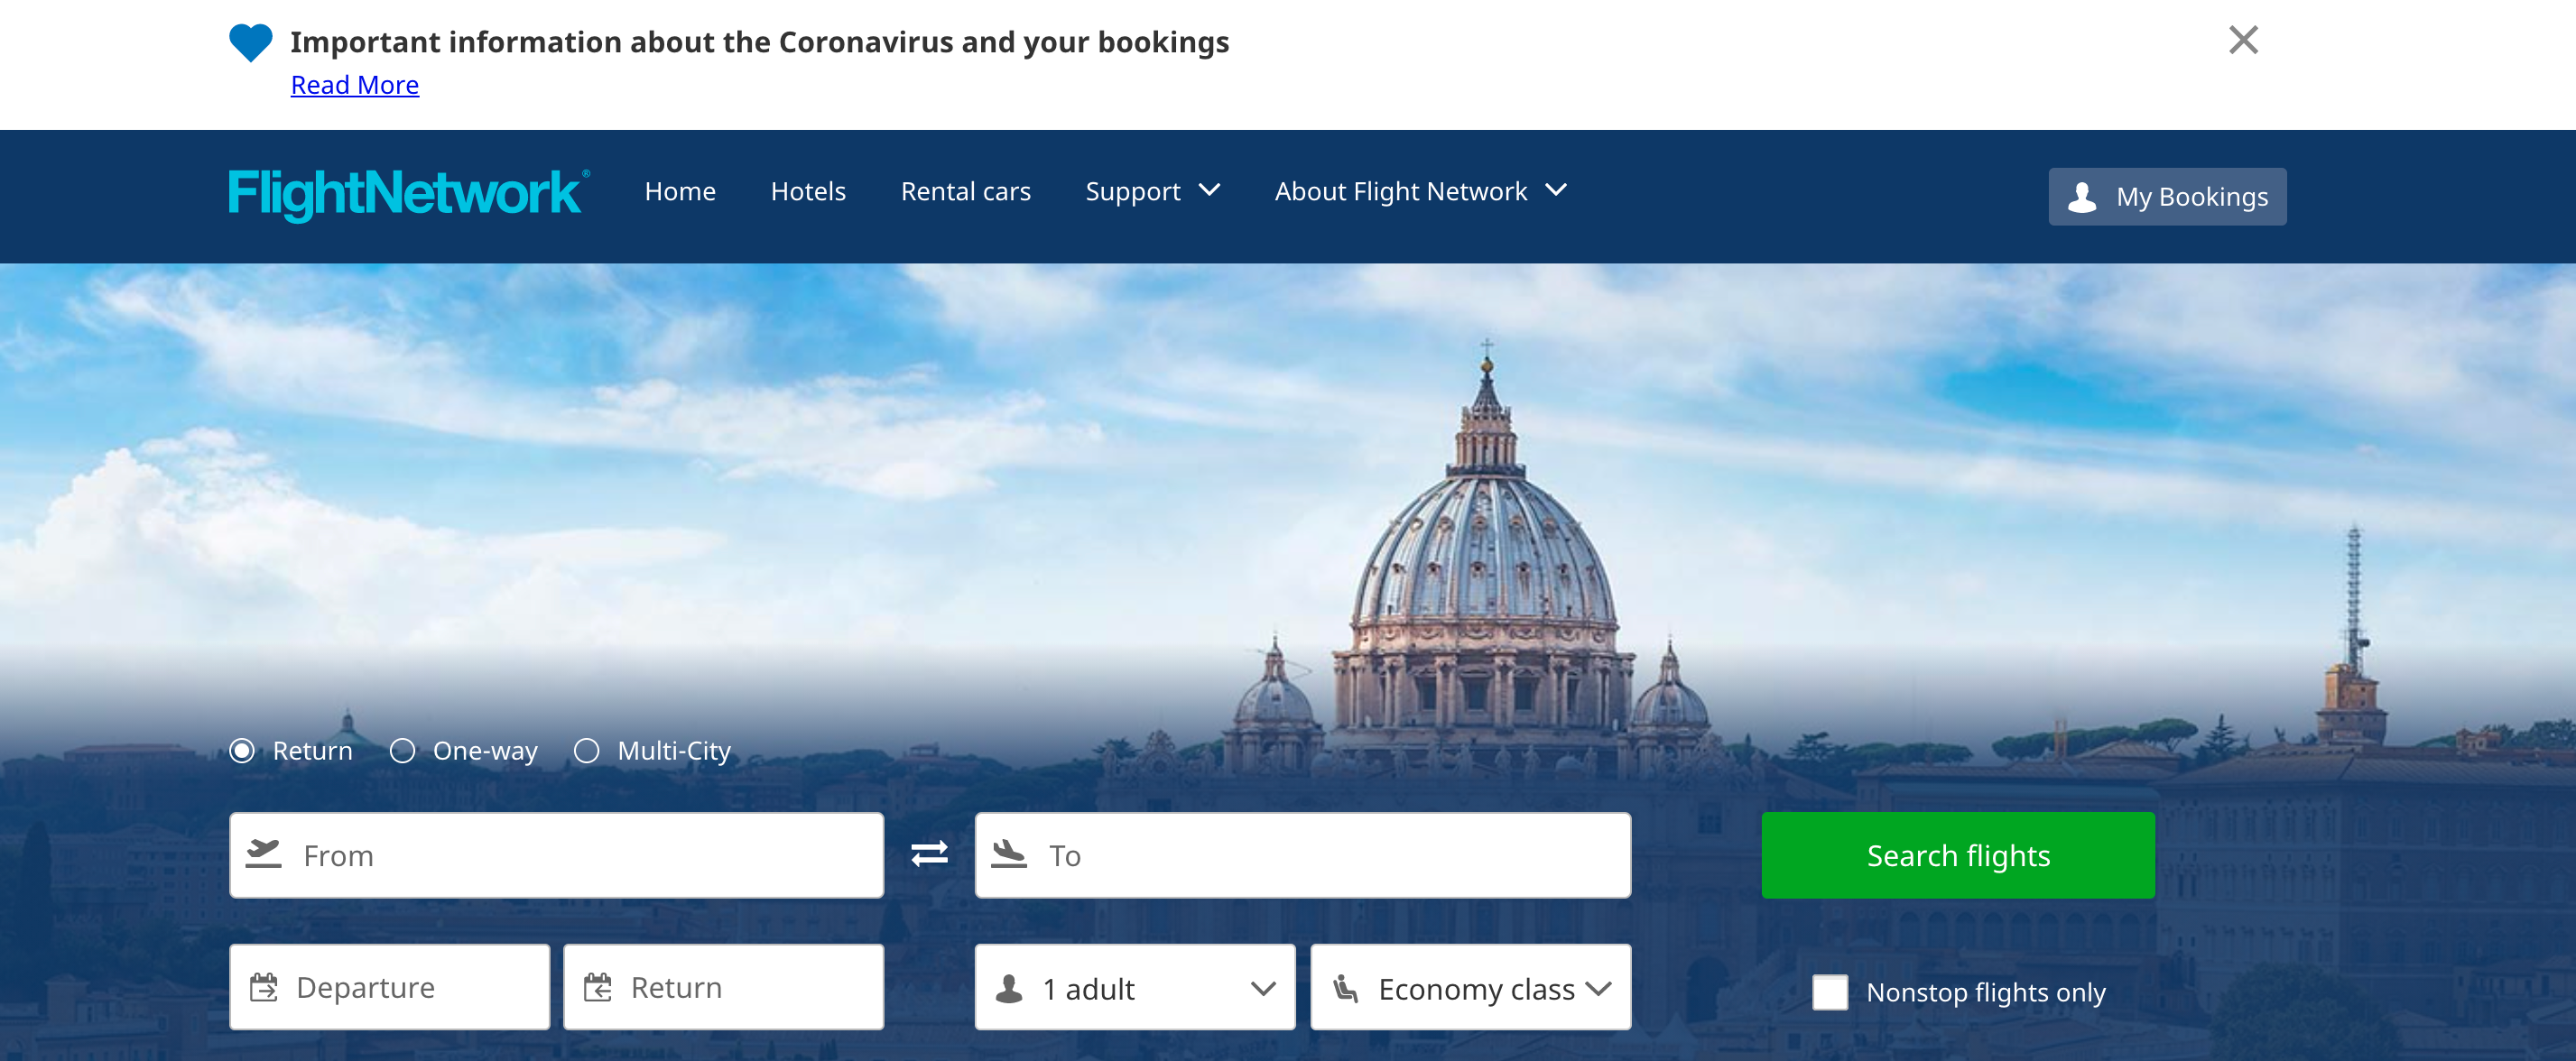 Important information about the Coronavirus and your bookings
Read More
FlightNetwork®
Home Hotels Rental cars Support About Flight Network
My Bookings
Return One-way Multi-City
From
To
Search flights
Departure
Return
1 adult
Economy class
Nonstop flights only